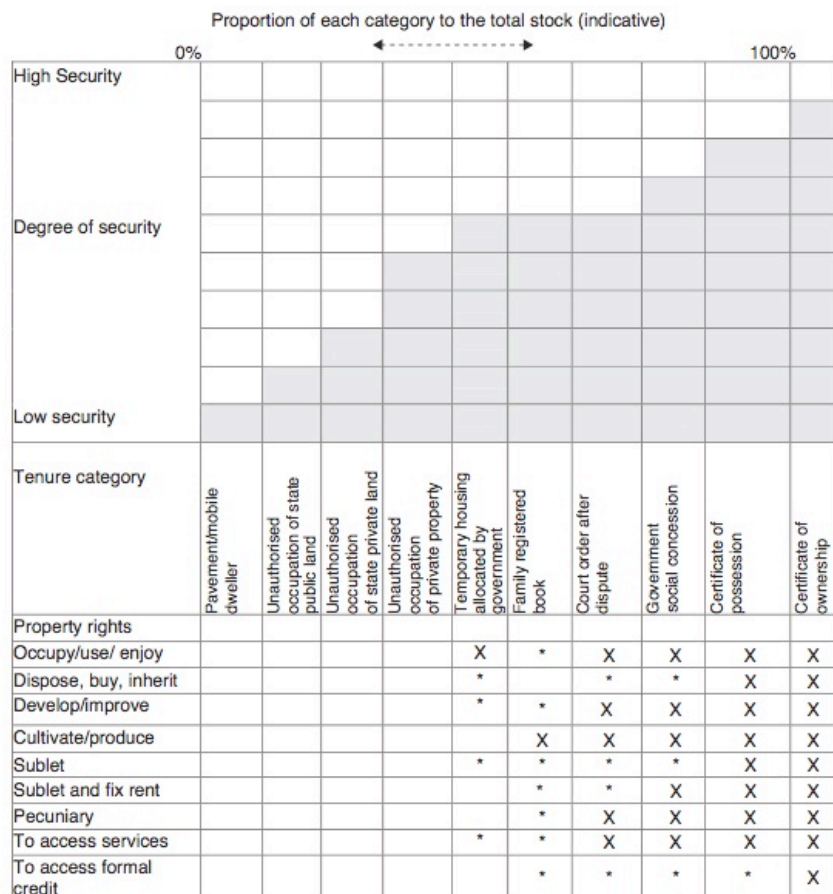 Proportion of each category to the total stock (indicative)
0%
100%
High Security
Degree of security
Low security
Tenure category
Pavement/mobile
dweller
Unauthorised
occupation of state
public land
Unauthorised
occupation
of state private land
Unauthorised
occupation
of private property
Temporary housing
allocated by
government
Family registered
book
Court order after
dispute
Government
social concession
Certificate of
possession
Certificate of
ownership
Property rights
Occupy/use/ enjoy X * X X X X
Dispose, buy, inherit * * * X X
Develop/improve * * X X X X
Cultivate/produce X X X X X
Sublet * * * * X X
Sublet and fix rent * * X X X
Pecuniary * X X X X
To access services * * X X X X
To access formal
credit * * * * X